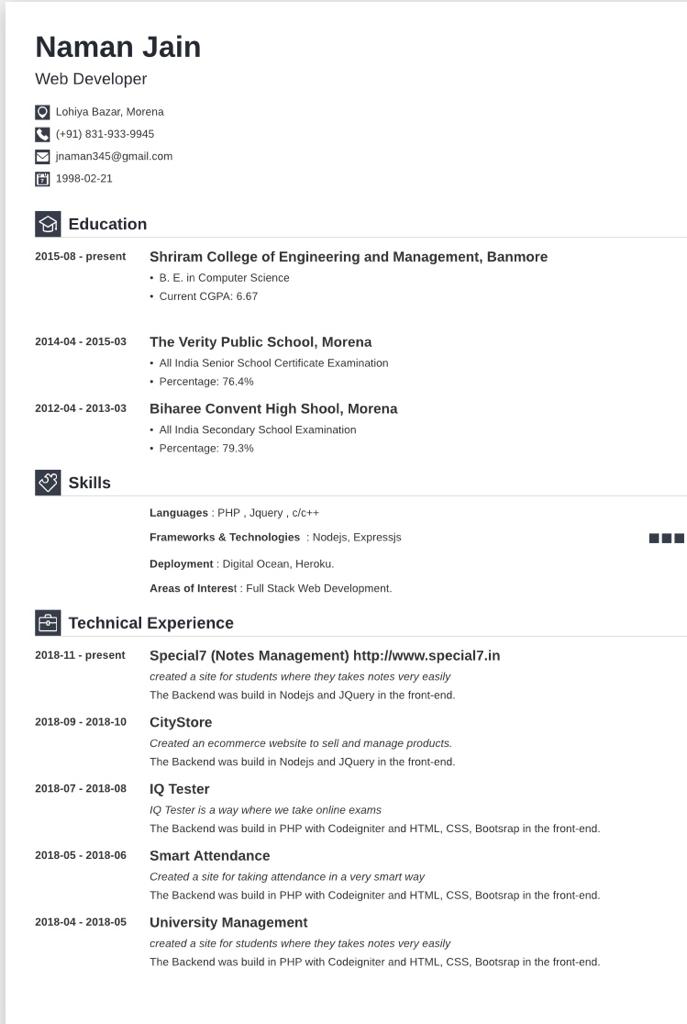 Naman Jain
Web Developer
Lohiya Bazar, Morena
(+91) 831-933-9945
jnaman345@gmail.com
1998-02-21
Education
2015-08 - present Shriram College of Engineering and Management, Banmore
• B. E. in Computer Science
• Current CGPA: 6.67
2014-04 - 2015-03 The Verity Public School, Morena
• All India Senior School Certificate Examination
• Percentage: 76.4%
2012-04 - 2013-03 Biharee Convent High Shool, Morena
• All India Secondary School Examination
• Percentage: 79.3%
Skills
Languages : PHP , Jquery , c/c++
Frameworks & Technologies : Nodejs, Expressjs
Deployment : Digital Ocean, Heroku.
Areas of Interest : Full Stack Web Development.
Technical Experience
2018-11 - present Special7 (Notes Management) http://www.special7.in
created a site for students where they takes notes very easily
The Backend was build in Nodejs and JQuery in the front-end.
2018-09 - 2018-10 CityStore
Created an ecommerce website to sell and manage products.
The Backend was build in Nodejs and JQuery in the front-end.
2018-07 - 2018-08 IQ Tester
IQ Tester is a way where we take online exams
The Backend was build in PHP with Codeigniter and HTML, CSS, Bootsrap in the front-end.
2018-05 - 2018-06 Smart Attendance
Created a site for taking attendance in a very smart way
The Backend was build in PHP with Codeigniter and HTML, CSS, Bootsrap in the front-end.
2018-04 - 2018-05 University Management
created a site for students where they takes notes very easily
The Backend was build in PHP with Codeigniter and HTML, CSS, Bootsrap in the front-end.